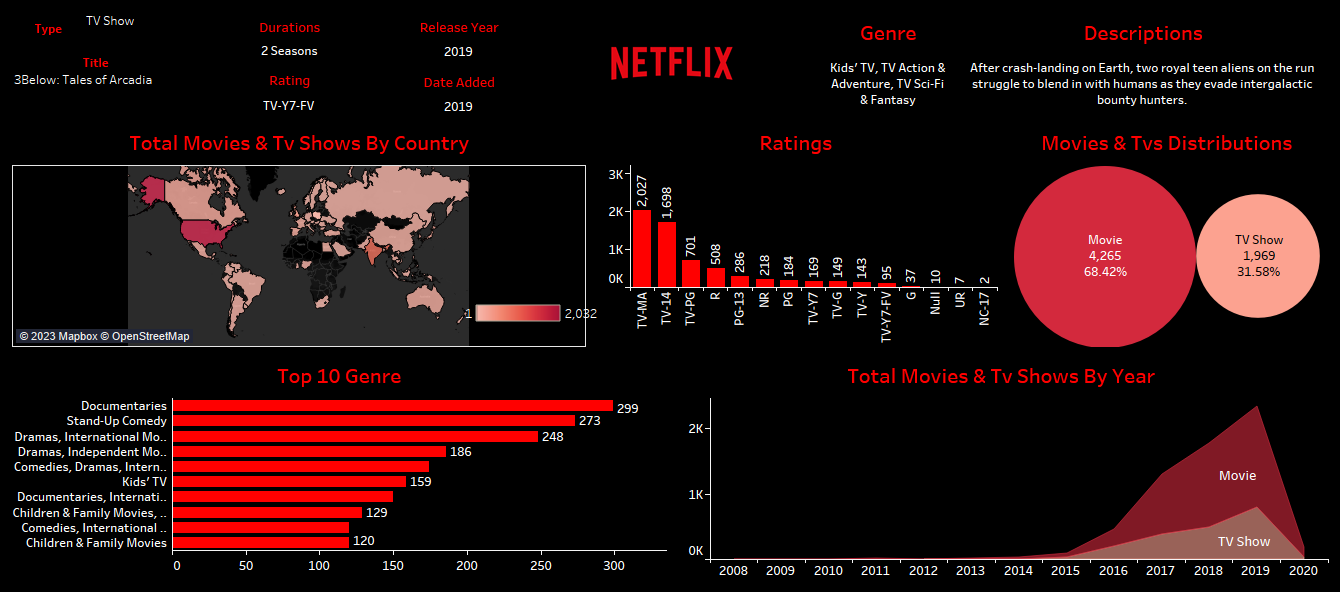 Type
TV Show
Title
3Below: Tales of Arcadia
Durations
2 Seasons
Rating
TV-Y7-FV
Release Year
2019
Date Added
2019
NETFLIX
Genre
Kids’ TV, TV Action &
Adventure, TV Sci-Fi
& Fantasy
Descriptions
After crash-landing on Earth, two royal teen aliens on the run
struggle to blend in with humans as they evade intergalactic
bounty hunters.
Total Movies & Tv Shows By Country
1
2,032
© 2023 Mapbox © OpenStreetMap
Ratings
3K
2K
1K
0K
2,027
1,698
701
508
286
218
184
169
149
143
95
37
10
7
2
TV-MA
TV-14
TV-PG
R
PG-13
NR
PG
TV-Y7
TV-G
TV-Y
TV-Y7-FV
G
Null
UR
NC-17
Movies & Tvs Distributions
Movie
4,265
68.42%
TV Show
1,969
31.58%
Top 10 Genre
Documentaries 299
Stand-Up Comedy 273
Dramas, International Mo.. 248
Dramas, Independent Mo.. 186
Comedies, Dramas, Intern..
Kids’ TV 159
Documentaries, Internati..
Children & Family Movies, .. 129
Comedies, International ..
Children & Family Movies 120
0 50 100 150 200 250 300
Total Movies & Tv Shows By Year
2K
1K
0K
Movie
TV Show
2008 2009 2010 2011 2012 2013 2014 2015 2016 2017 2018 2019 2020